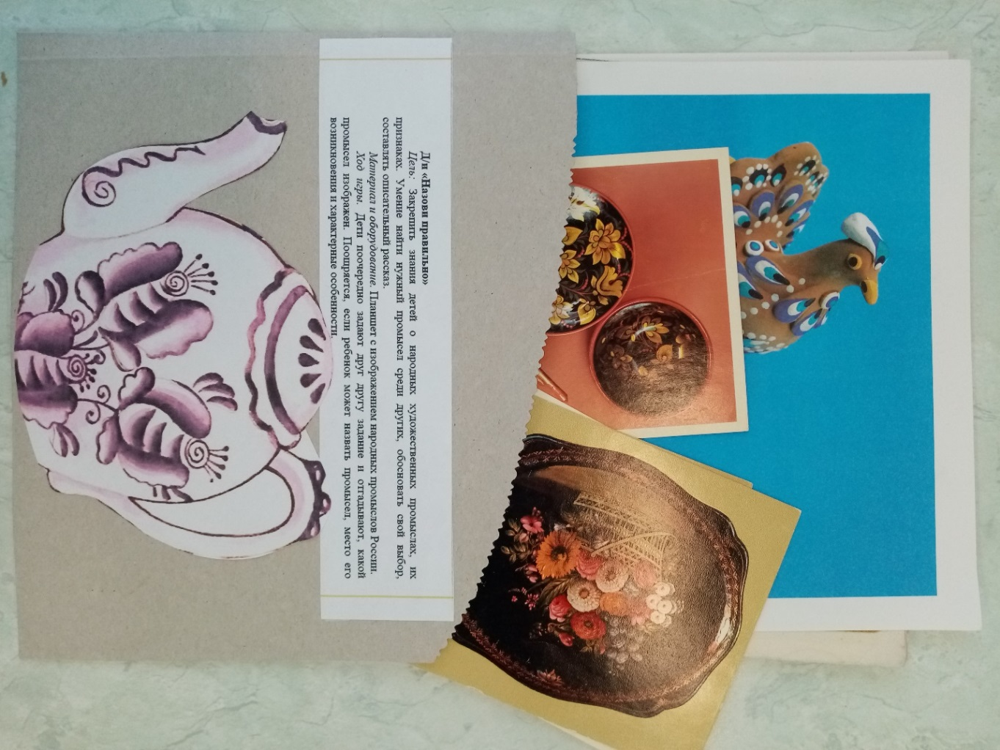 Д/и «Назови правильно»
Цель: Закрепить знания детей о народных художественных промыслах, их
признаках. Умение найти нужный промысел среди других, обосновать свой выбор,
составлять описательный рассказ.
Материал и оборудование. Планшет с изображением народных промыслов России.
Ход игры. Дети поочередно задают друг другу задание и отгадывают, какой
промысел изображен. Поощряется, если ребенок может назвать промысел, место его
возникновения и характерные особенности.